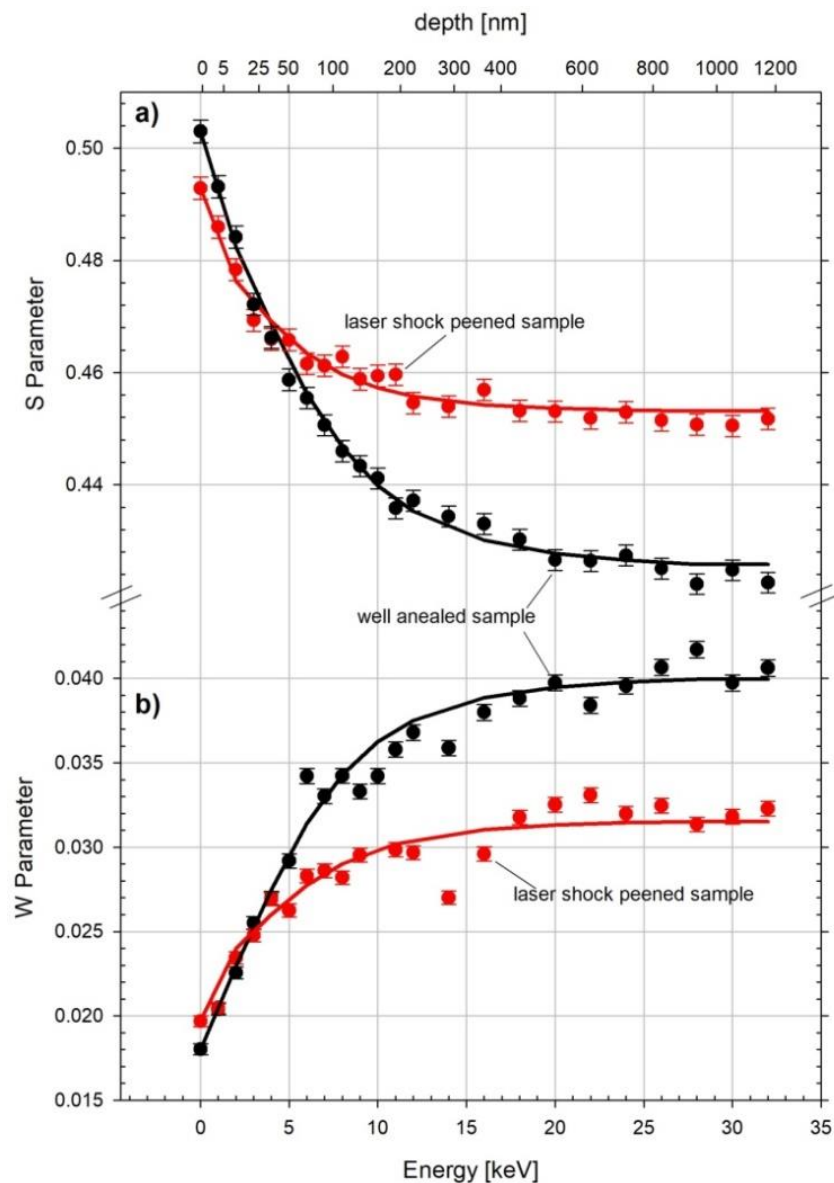 depth [nm]
0 5 25 50 100 200 300 400 600 800 1000 1200
a)
0.50
0.48
0.46
0.44
S Parameter
laser shock peened sample
well anealed sample
b)
0.040
0.035
0.030
0.025
0.020
0.015
W Parameter
laser shock peened sample
0 5 10 15 20 25 30 35
Energy [keV]